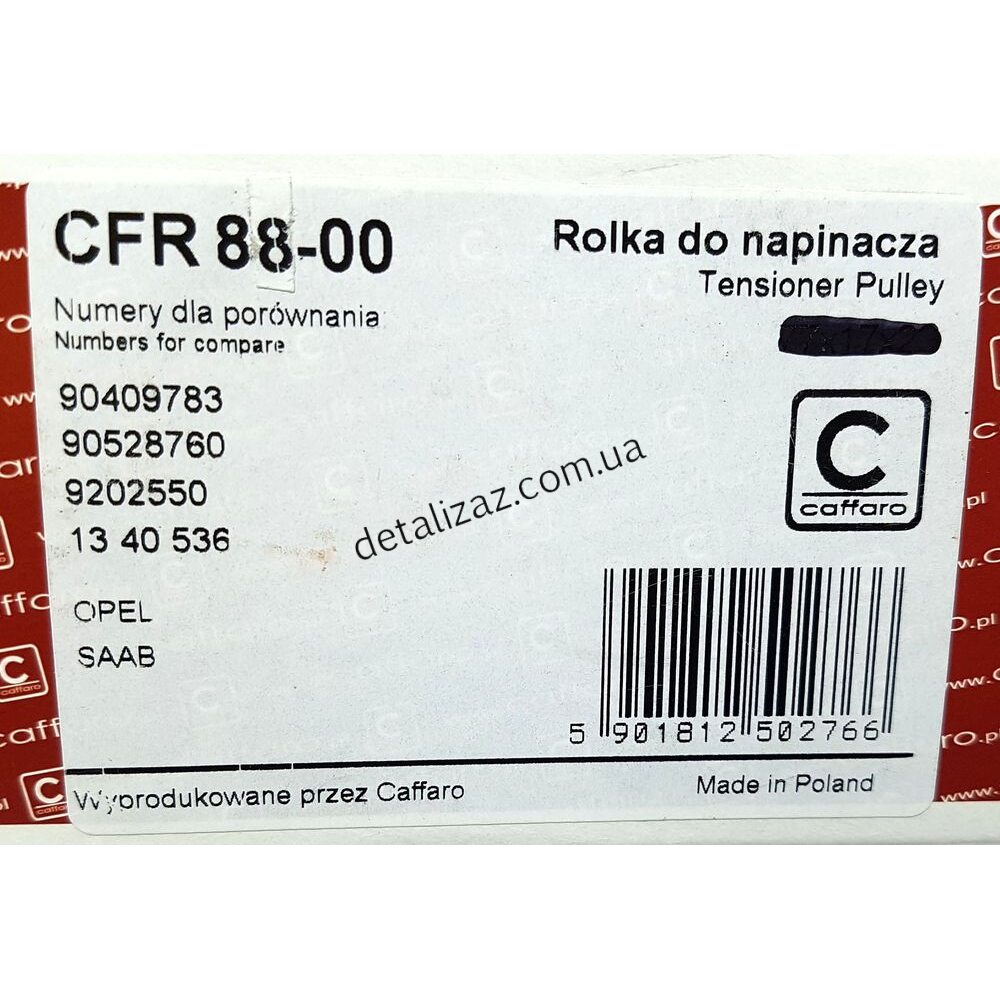 CFR 88-00
Rolka do napinacza
Tensioner Pulley
Numery dla porównania
Numbers for compare
90409783
90528760
9202550
13 40 536
OPEL
SAAB
C
caffaro
detalizaz.com.ua
5 901812 502766
Wyprodukowane przez Caffaro
Made in Poland